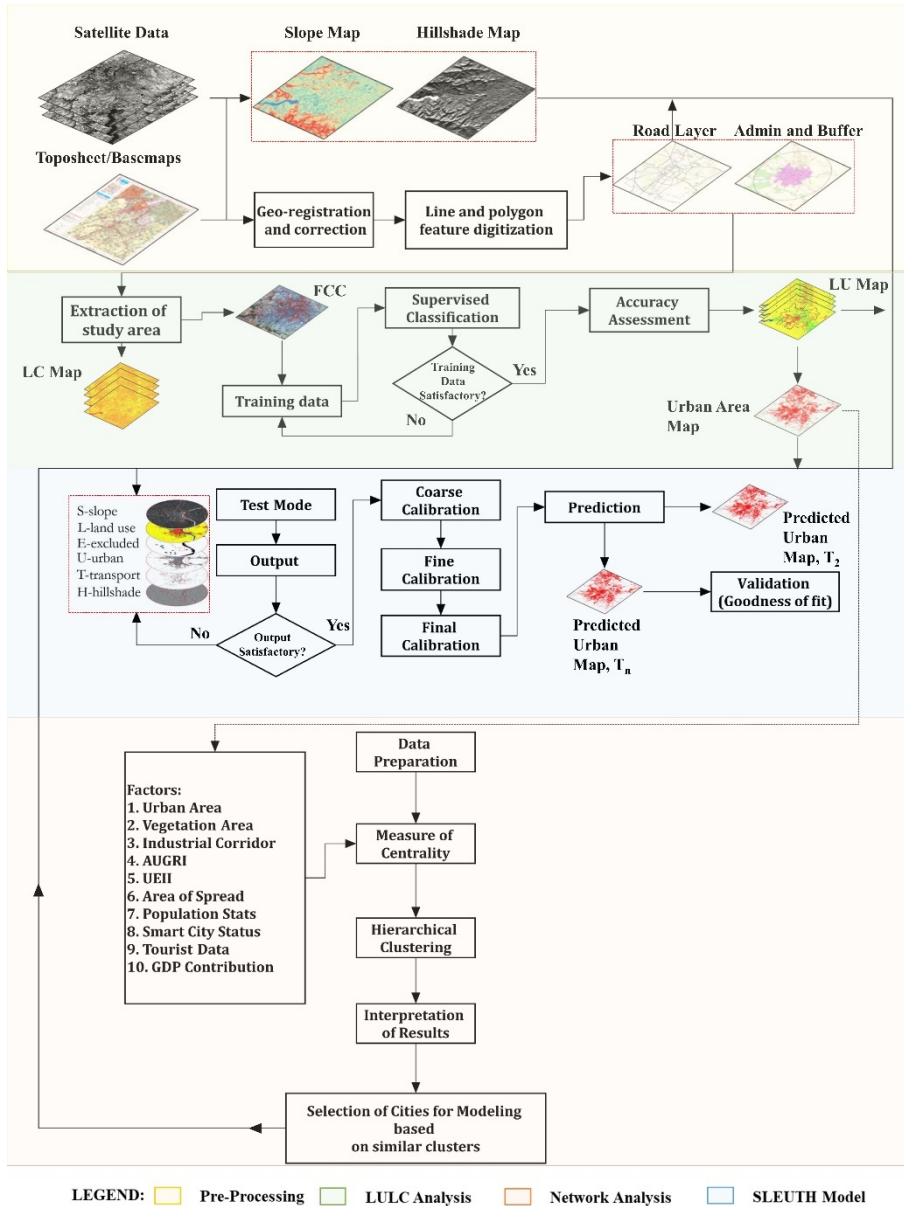 Satellite Data
Slope Map
Hillshade Map
Toposheet/Basemaps
Road Layer
Admin and Buffer
Geo-registration
and correction
Line and polygon
feature digitization
Extraction of
study area
FCC
Supervised
Classification
Accuracy
Assessment
LU Map
LC Map
Training data
Training
Data
Satisfactory?
Yes
No
Urban Area
Map
S-slope
L-land use
E-excluded
U-urban
T-transport
H-hillshade
Test Mode
Output
Output
Satisfactory?
No
Yes
Coarse
Calibration
Fine
Calibration
Final
Calibration
Prediction
Predicted
Urban
Map, T2
Predicted
Urban
Map, Tn
Validation
(Goodness of fit)
Factors:
1. Urban Area
2. Vegetation Area
3. Industrial Corridor
4. AUGRI
5. UEII
6. Area of Spread
7. Population Stats
8. Smart City Status
9. Tourist Data
10. GDP Contribution
Data
Preparation
Measure of
Centrality
Hierarchical
Clustering
Interpretation
of Results
Selection of Cities for Modeling
based
on similar clusters
LEGEND:
Pre-Processing
LULC Analysis
Network Analysis
SLEUTH Model